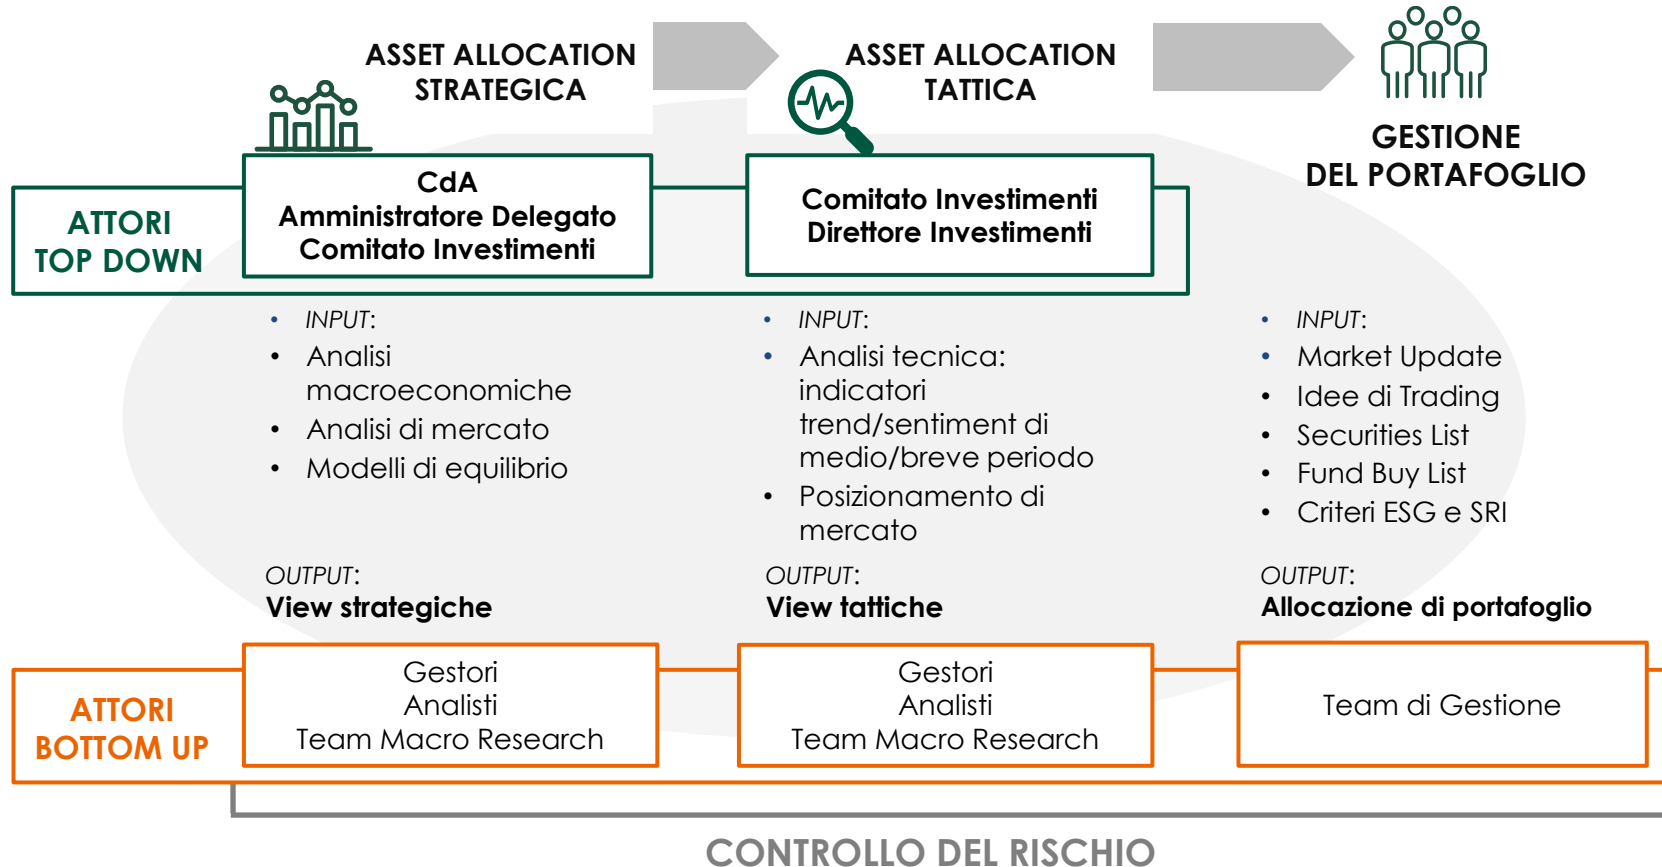 ASSET ALLOCATION
STRATEGICA
ASSET ALLOCATION
TATTICA
GESTIONE
DEL PORTAFOGLIO
ATTORI
TOP DOWN
CdA
Amministratore Delegato
Comitato Investimenti
Comitato Investimenti
Direttore Investimenti
• INPUT:
• Analisi
macroeconomiche
• Analisi di mercato
• Modelli di equilibrio
OUTPUT:
View strategiche
• INPUT:
• Analisi tecnica:
indicatori
trend/sentiment di
medio/breve periodo
• Posizionamento di
mercato
OUTPUT:
View tattiche
• INPUT:
• Market Update
• Idee di Trading
• Securities List
• Fund Buy List
• Criteri ESG e SRI
OUTPUT:
Allocazione di portafoglio
ATTORI
BOTTOM UP
Gestori
Analisti
Team Macro Research
Gestori
Analisti
Team Macro Research
Team di Gestione
CONTROLLO DEL RISCHIO